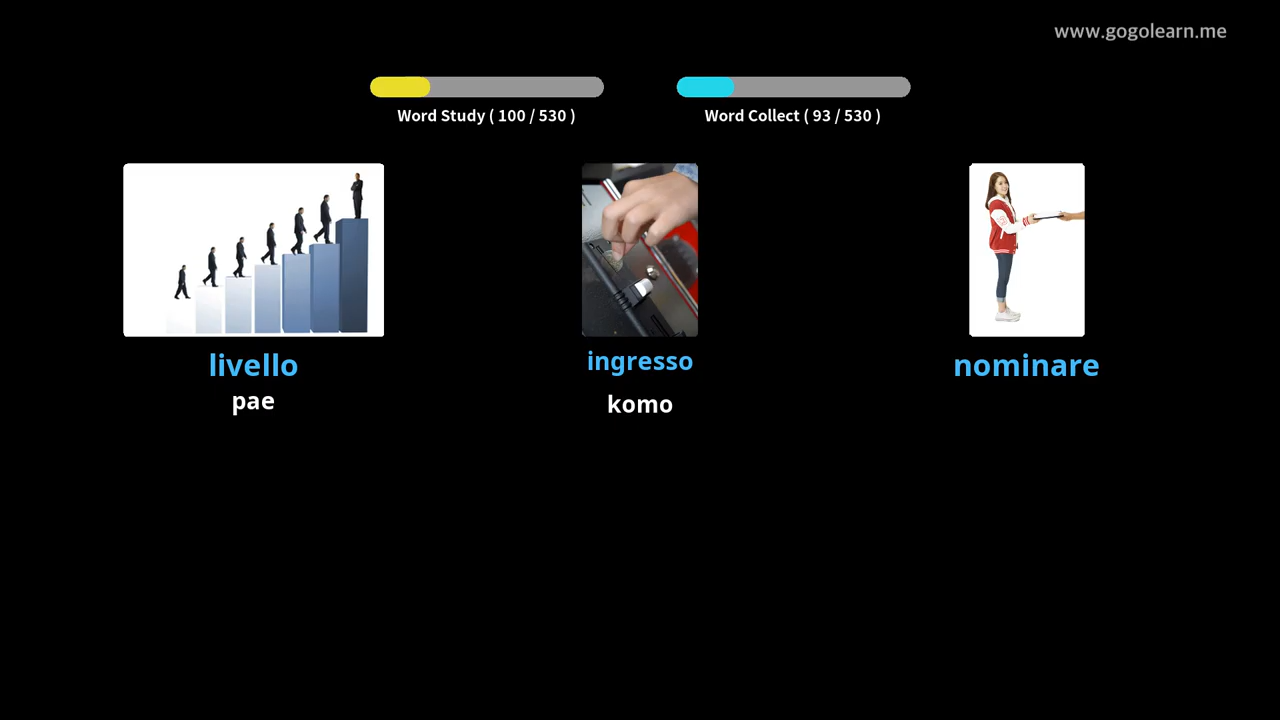 www.gogolearn.me
Word Study ( 100 / 530 )
Word Collect ( 93 / 530 )
livello
pae
ingresso
komo
nominare